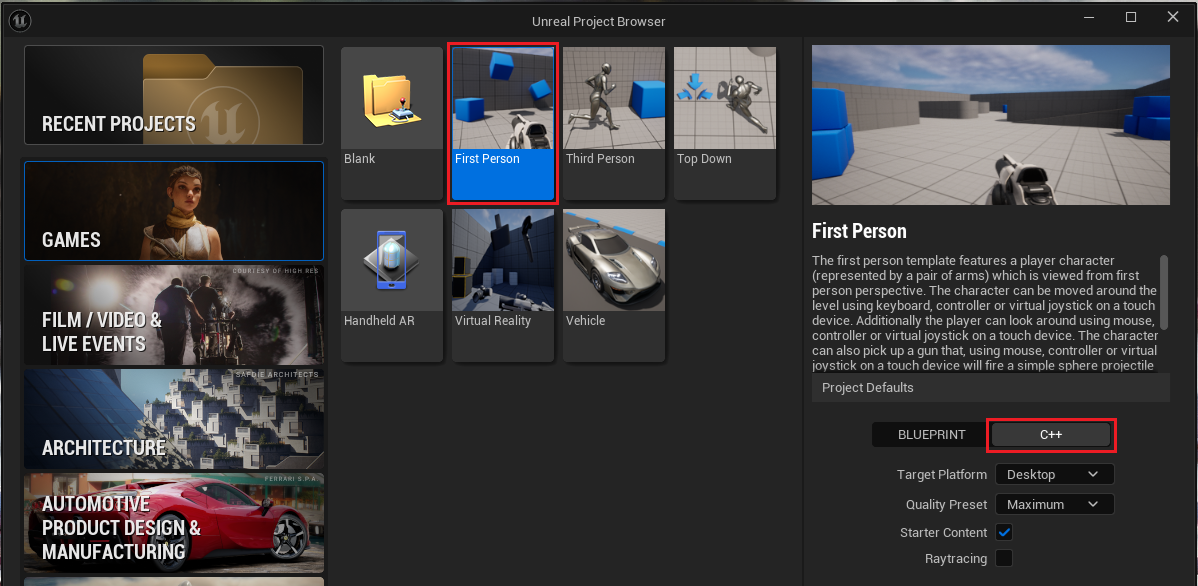 Unreal Project Browser
RECENT PROJECTS
GAMES
COURTESY OF HIGH RES
FILM / VIDEO &
LIVE EVENTS
SAFDIE ARCHITECTS
ARCHITECTURE
FERRARI S.P.A.
AUTOMOTIVE
PRODUCT DESIGN &
MANUFACTURING
Blank
First Person
Third Person
Top Down
Handheld AR
Virtual Reality
Vehicle
First Person
The first person template features a player character
(represented by a pair of arms) which is viewed from first
person perspective. The character can be moved around the
level using keyboard, controller or virtual joystick on a touch
device. Additionally the player can look around using mouse,
controller or virtual joystick on a touch device. The character
can also pick up a gun that, using mouse, controller or virtual
joystick on a touch device will fire a simple sphere projectile
Project Defaults
BLUEPRINT
C++
Target Platform
Desktop
Quality Preset
Maximum
Starter Content
Raytracing